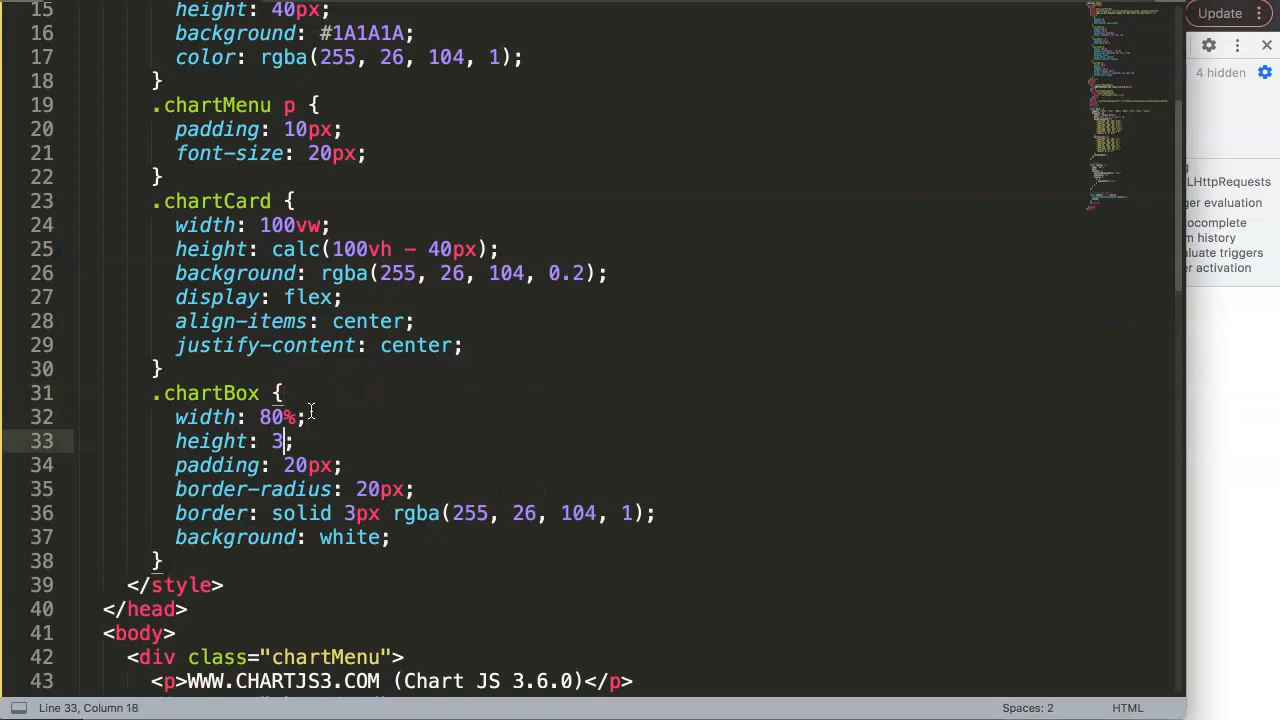 15 height: 40px;
16 background: #1A1A1A;
17 color: rgba(255, 26, 104, 1);
18 }
19 .chartMenu p {
20 padding: 10px;
21 font-size: 20px;
22 }
23 .chartCard {
24 width: 100vw;
25 height: calc(100vh - 40px);
26 background: rgba(255, 26, 104, 0.2);
27 display: flex;
28 align-items: center;
29 justify-content: center;
30 }
31 .chartBox {
32 width: 80%;
33 height: 3;
34 padding: 20px;
35 border-radius: 20px;
36 border: solid 3px rgba(255, 26, 104, 1);
37 background: white;
38 }
39 </style>
40 </head>
41 <body>
42 <div class="chartMenu">
43 <p>WWW.CHARTJS3.COM (Chart JS 3.6.0)</p>
Line 33, Column 18
Spaces: 2
HTML
Update
4 hidden
LHttpRequests
ger evaluation
tocomplete
m history
luate triggers
er activation